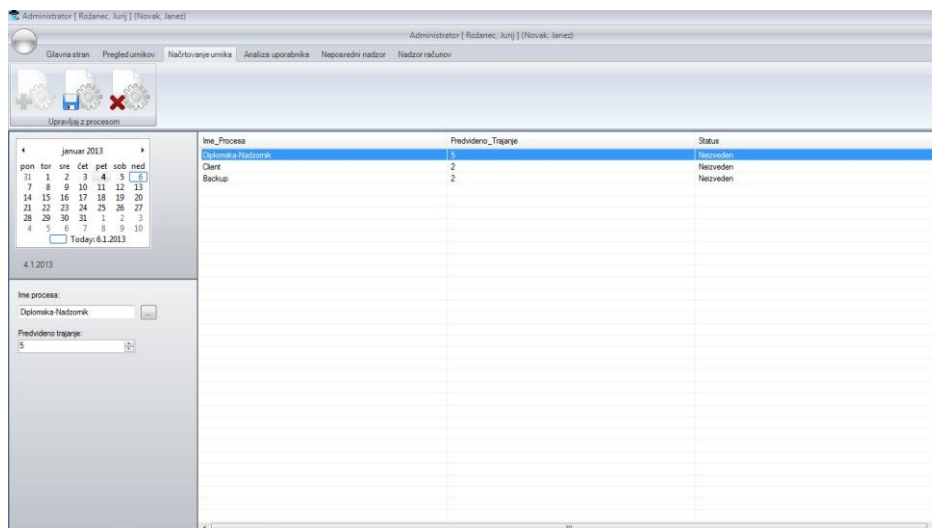 Administrator [ Rožanec, Jurij ] (Novak, Janez)
Administrator [ Rožanec, Jurij ] (Novak, Janez)
Glavna stran Pregled urnikov Načrtovanje urnika Analiza uporabnika Neposredni nadzor Nadzor računov
Upravljaj z procesom
januar 2013
pon tor sre čet pet sob ned
31 1 2 3 4 5 6
7 8 9 10 11 12 13
14 15 16 17 18 19 20
21 22 23 24 25 26 27
28 29 30 31 1 2 3
4 5 6 7 8 9 10
Today: 6.1.2013
4.1.2013
Ime procesa:
Diplomska-Nadzornik ...
Predvideno trajanje:
5
Ime_Procesa Predvideno_Trajanje Status
Diplomska-Nadzornik 5 Neizveden
Client 2 Neizveden
Backup 2 Neizveden